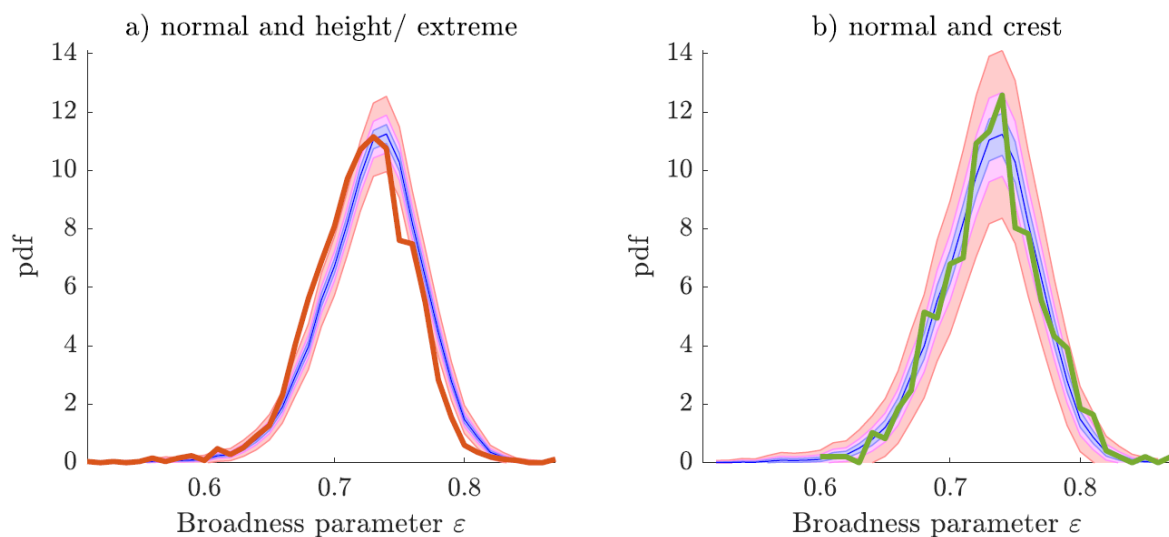 a) normal and height/ extreme
14
12
10
8
6
4
2
0
pdf
0.6 0.7 0.8
Broadness parameter ε
b) normal and crest
14
12
10
8
6
4
2
0
pdf
0.6 0.7 0.8
Broadness parameter ε